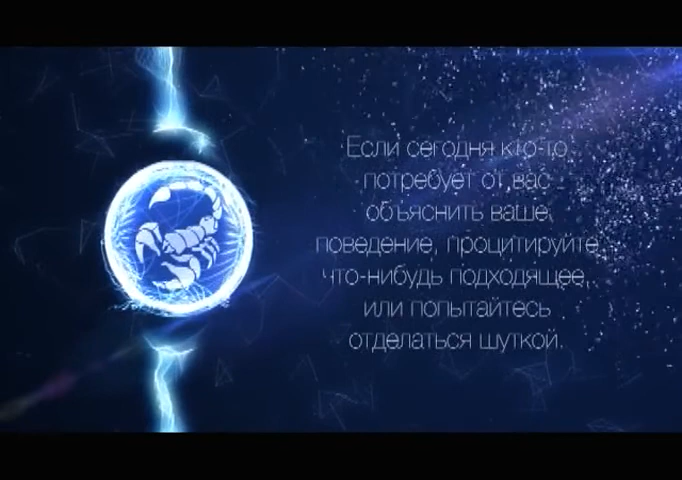 Если сегодня кто-то
потребует от вас
объяснить ваше
поведение, процитируйте
что-нибудь подходящее,
или попытайтесь
отделаться шуткой.